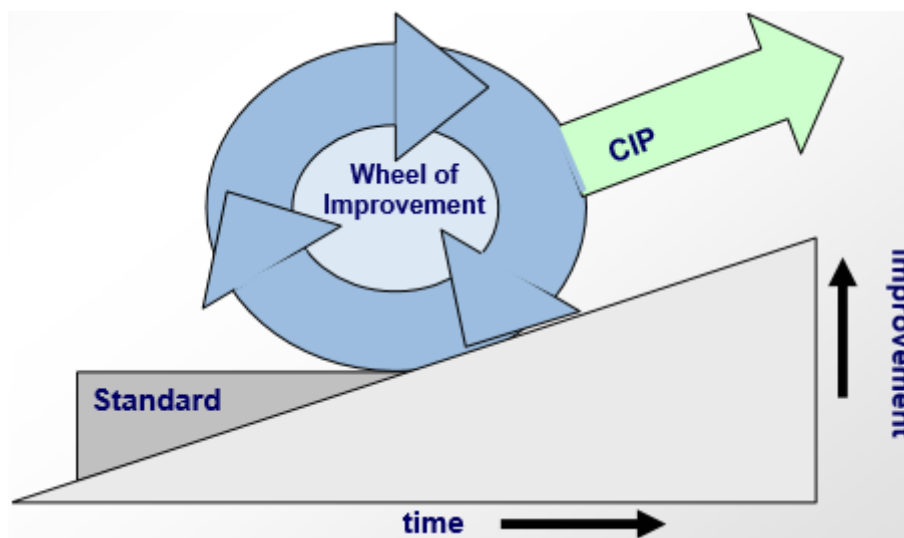 CIP
Wheel of
Improvement
Improvement
Standard
time